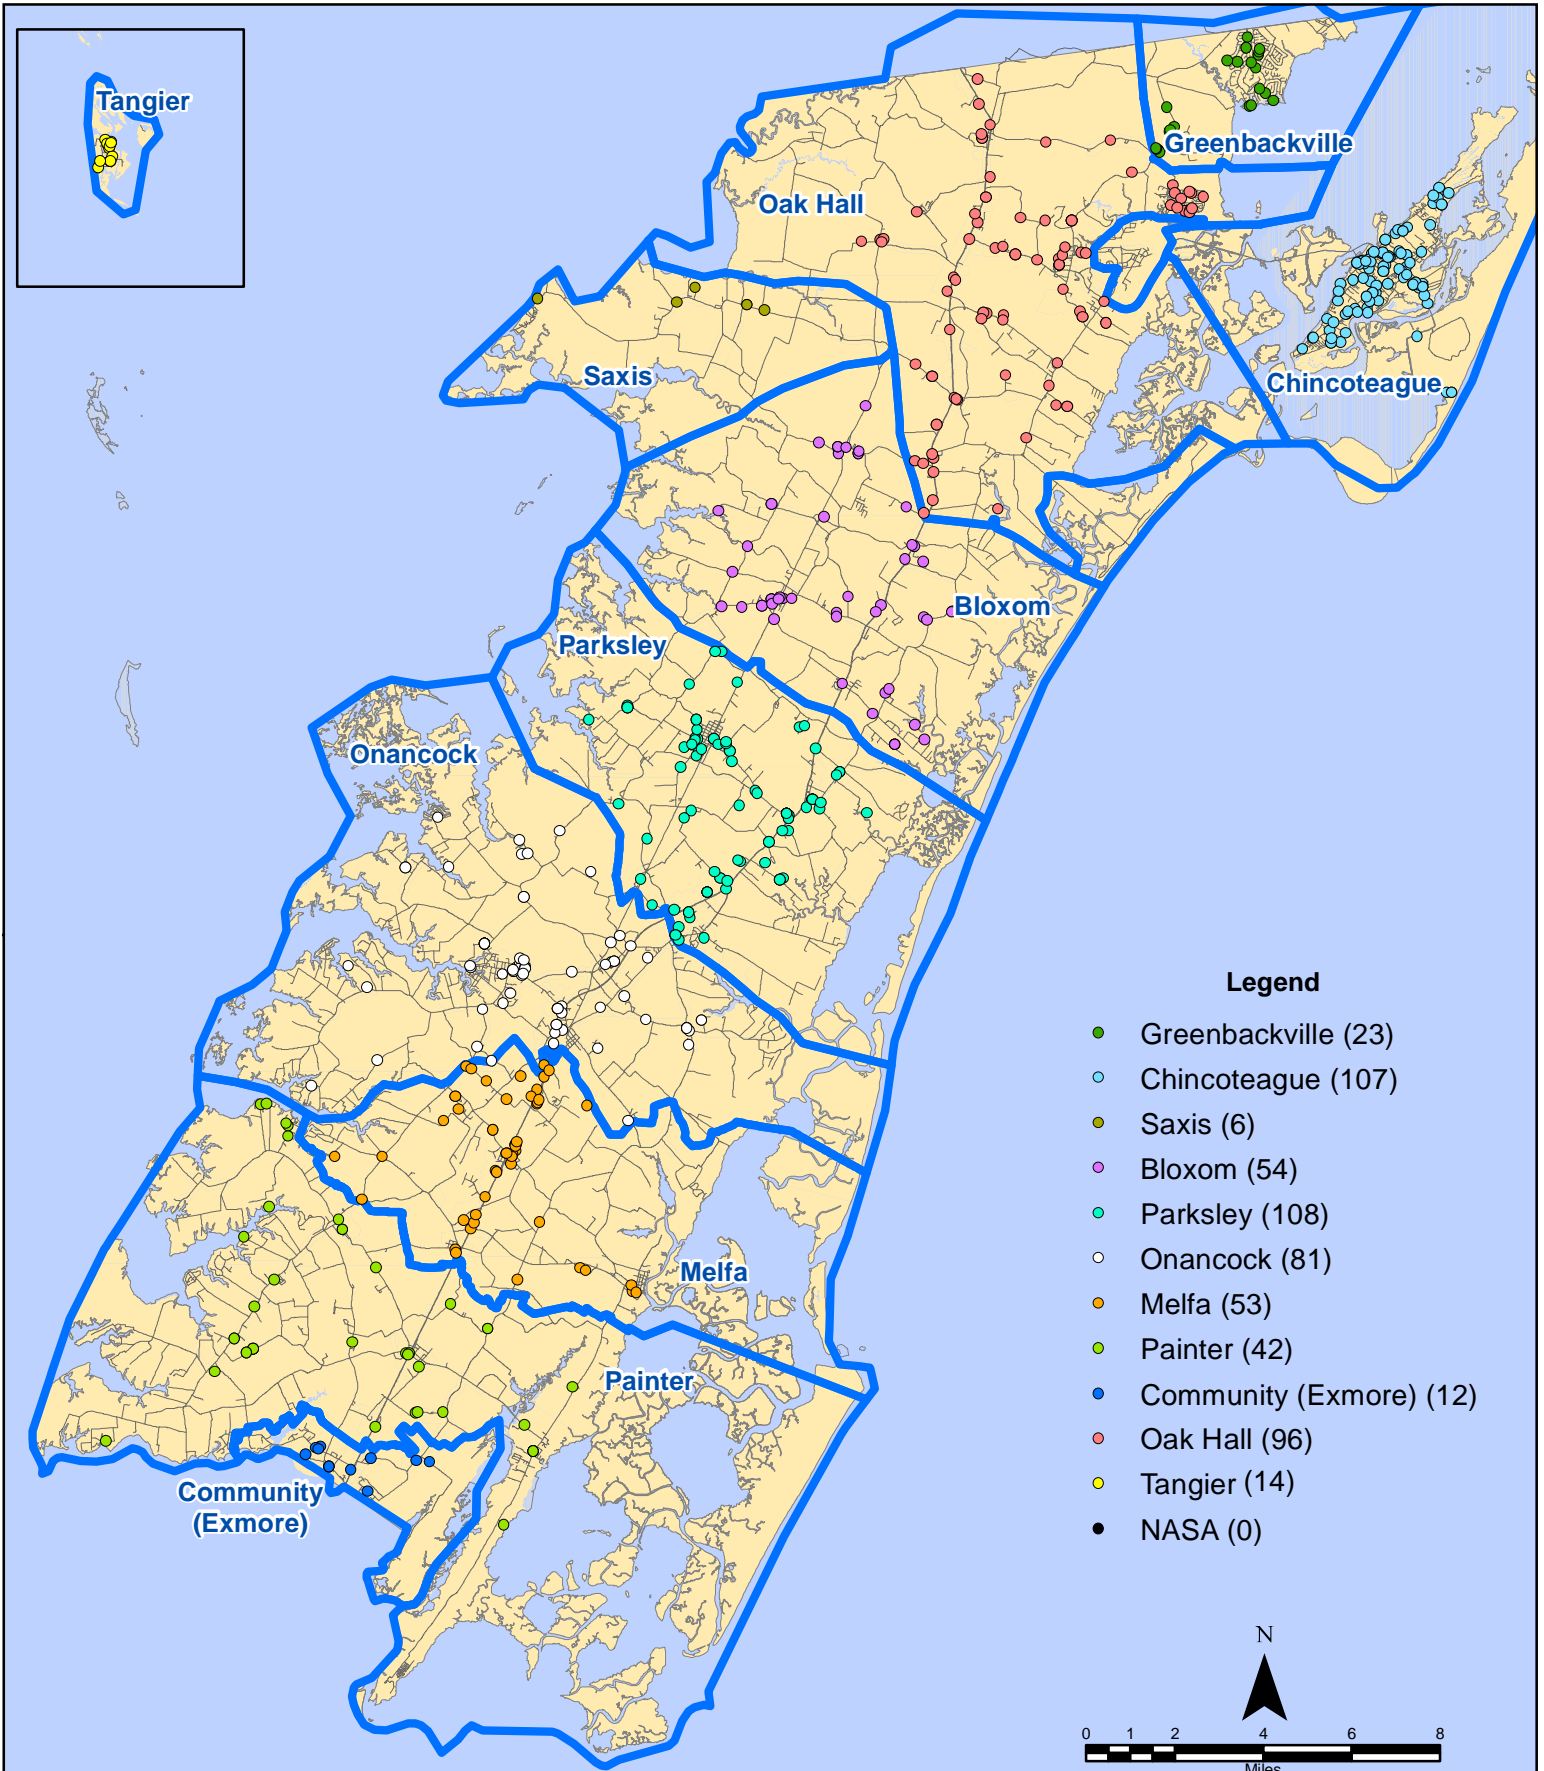 Tangier
Greenbackville
Oak Hall
Saxis
Chincoteague
Bloxom
Parksley
Onancock
Melfa
Painter
Community
(Exmore)
Legend
Greenbackville (23)
Chincoteague (107)
Saxis (6)
Bloxom (54)
Parksley (108)
Onancock (81)
Melfa (53)
Painter (42)
Community (Exmore) (12)
Oak Hall (96)
Tangier (14)
NASA (0)
N
0 1 2 4 6 8
Miles